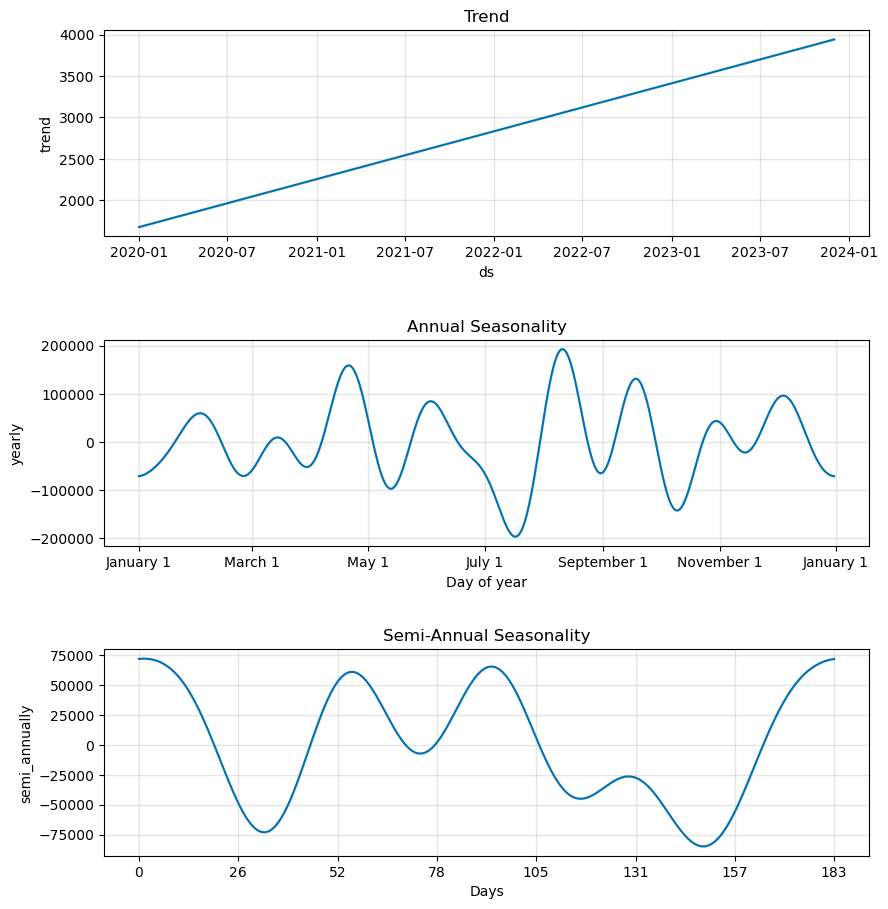 Trend
4000
3500
3000
2500
2000
trend
2020-01 2020-07 2021-01 2021-07 2022-01 2022-07 2023-01 2023-07 2024-01
ds
Annual Seasonality
200000
100000
0
−100000
−200000
yearly
January 1 March 1 May 1 July 1 September 1 November 1 January 1
Day of year
Semi-Annual Seasonality
75000
50000
25000
0
−25000
−50000
−75000
semi_annually
0 26 52 78 105 131 157 183
Days